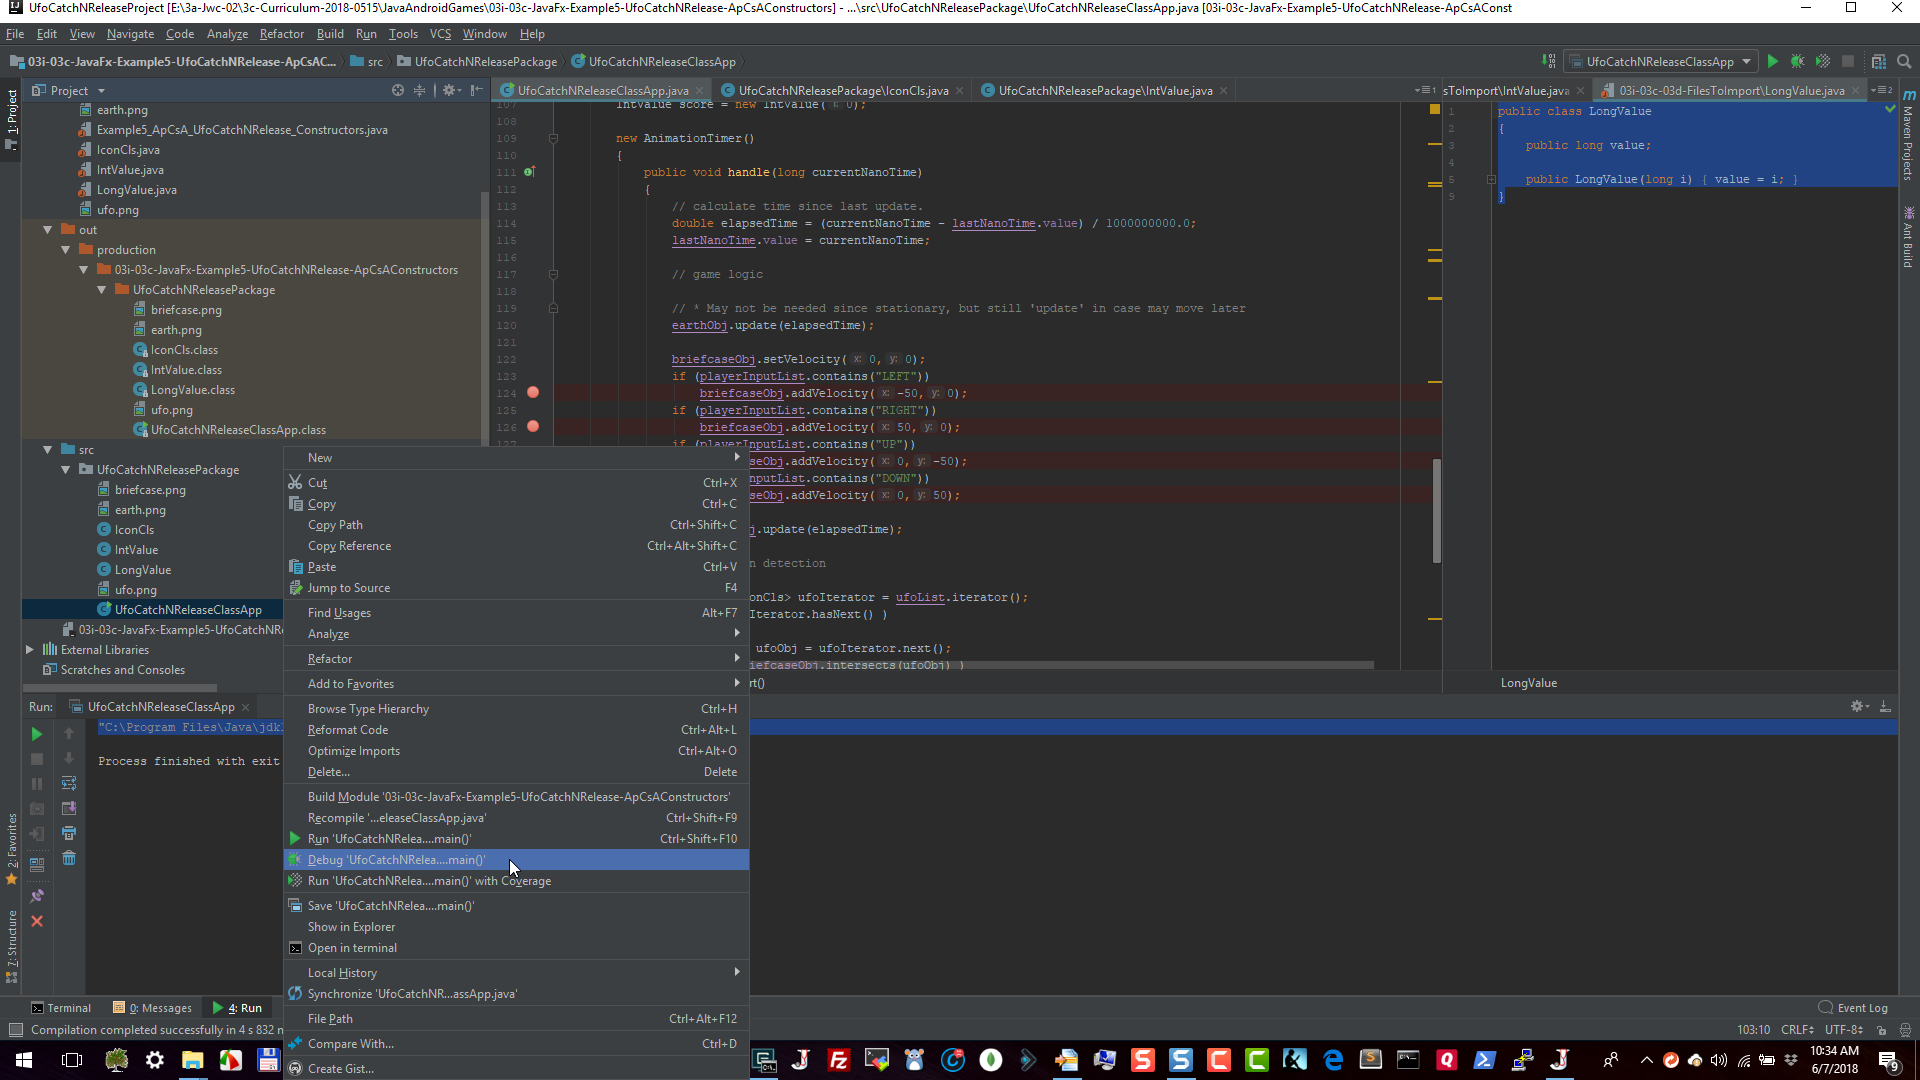 UfoCatchNReleaseProject [E:\3a-Jwc-02\3c-Curriculum-2018-0515\JavaAndroidGames\03i-03c-JavaFx-Example5-UfoCatchNRelease-ApCsAConstructors] - ...\src\UfoCatchNReleasePackage\UfoCatchNReleaseClassApp.java [03i-03c-JavaFx-Example5-UfoCatchNRelease-ApCsAConst
File Edit View Navigate Code Analyze Refactor Build Run Tools VCS Window Help
03i-03c-JavaFx-Example5-UfoCatchNRelease-ApCsAC... src UfoCatchNReleasePackage UfoCatchNReleaseClassApp
UfoCatchNReleaseClassApp
Project
UfoCatchNReleaseClassApp.java UfoCatchNReleasePackage\IconCls.java UfoCatchNReleasePackage\IntValue.java
sToImport\IntValue.java 03i-03c-03d-FilesToImport\LongValue.java
1: Project
earth.png
Example5_ApCsA_UfoCatchNRelease_Constructors.java
IconCls.java
IntValue.java
LongValue.java
ufo.png
out
production
03i-03c-JavaFx-Example5-UfoCatchNRelease-ApCsAConstructors
UfoCatchNReleasePackage
briefcase.png
earth.png
IconCls.class
IntValue.class
LongValue.class
ufo.png
UfoCatchNReleaseClassApp.class
src
UfoCatchNReleasePackage
briefcase.png
earth.png
IconCls
IntValue
LongValue
ufo.png
UfoCatchNReleaseClassApp
03i-03c-JavaFx-Example5-UfoCatchNRe
External Libraries
Scratches and Consoles
107 IntValue score = new IntValue( i: 0);
108
109 new AnimationTimer()
110 {
111 public void handle(long currentNanoTime)
112 {
113 // calculate time since last update.
114 double elapsedTime = (currentNanoTime - lastNanoTime.value) / 1000000000.0;
115 lastNanoTime.value = currentNanoTime;
116
117 // game logic
118
119 // * May not be needed since stationary, but still 'update' in case may move later
120 earthObj.update(elapsedTime);
121
122 briefcaseObj.setVelocity( x: 0, y: 0);
123 if (playerInputList.contains("LEFT"))
124 briefcaseObj.addVelocity( x: -50, y: 0);
125 if (playerInputList.contains("RIGHT"))
126 briefcaseObj.addVelocity( x: 50, y: 0);
127 if (playerInputList.contains("UP"))
seObj.addVelocity( x: 0, y: -50);
nputList.contains("DOWN"))
seObj.addVelocity( x: 0, y: 50);
j.update(elapsedTime);
n detection
onCls> ufoIterator = ufoList.iterator();
Iterator.hasNext() )
ufoObj = ufoIterator.next();
iefcaseObj.intersects(ufoObj) )
rt()
1 public class LongValue
2 {
3 public long value;
4
5 public LongValue(long i) { value = i; }
9 }
LongValue
Maven Projects
Ant Build
New
Cut Ctrl+X
Copy Ctrl+C
Copy Path Ctrl+Shift+C
Copy Reference Ctrl+Alt+Shift+C
Paste Ctrl+V
Jump to Source F4
Find Usages Alt+F7
Analyze
Refactor
Add to Favorites
Browse Type Hierarchy Ctrl+H
Reformat Code Ctrl+Alt+L
Optimize Imports Ctrl+Alt+O
Delete... Delete
Build Module '03i-03c-JavaFx-Example5-UfoCatchNRelease-ApCsAConstructors'
Recompile '...eleaseClassApp.java' Ctrl+Shift+F9
Run 'UfoCatchNRelea....main()' Ctrl+Shift+F10
Debug 'UfoCatchNRelea....main()'
Run 'UfoCatchNRelea....main()' with Coverage
Save 'UfoCatchNRelea....main()'
Show in Explorer
Open in terminal
Local History
Synchronize 'UfoCatchNR...assApp.java'
File Path Ctrl+Alt+F12
Compare With... Ctrl+D
Create Gist...
Run: UfoCatchNReleaseClassApp
"C:\Program Files\Java\jdk
Process finished with exit
2: Favorites
7: Structure
Terminal 0: Messages 4: Run
Event Log
Compilation completed successfully in 4 s 832 m
103:10 CRLF UTF-8
10:34 AM
6/7/2018
9